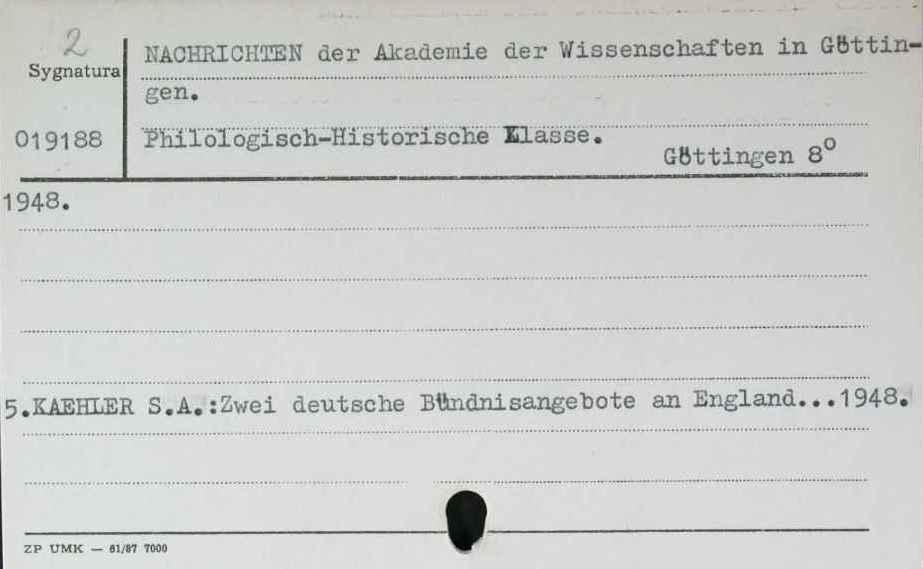 2
Sygnatura
019188
NACHRICHTEN der Akademie der Wissenschaften in Göttin-
gen.
Philologisch-Historische Klasse.
Göttingen 8°
1948.
5.KAEHLER S.A.:Zwei deutsche Bündnisangebote an England...1948.
ZP UMK — 61/87 7000